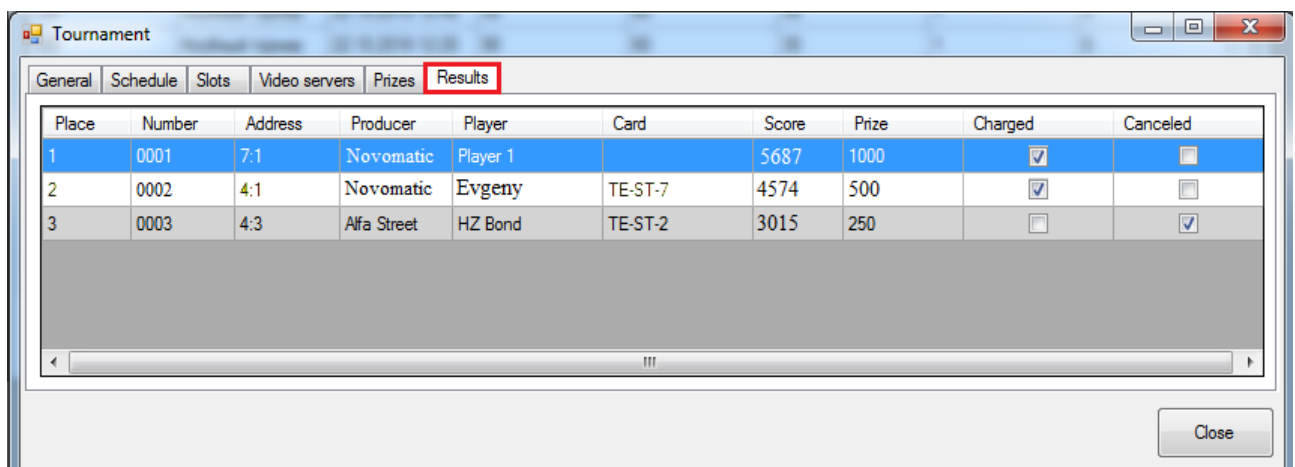 Tournament
General Schedule Slots Video servers Prizes Results
Place Number Address Producer Player Card Score Prize Charged Canceled
1 0001 7:1 Novomatic Player 1 5687 1000
2 0002 4:1 Novomatic Evgeny TE-ST-7 4574 500
3 0003 4:3 Alfa Street HZ Bond TE-ST-2 3015 250
Close